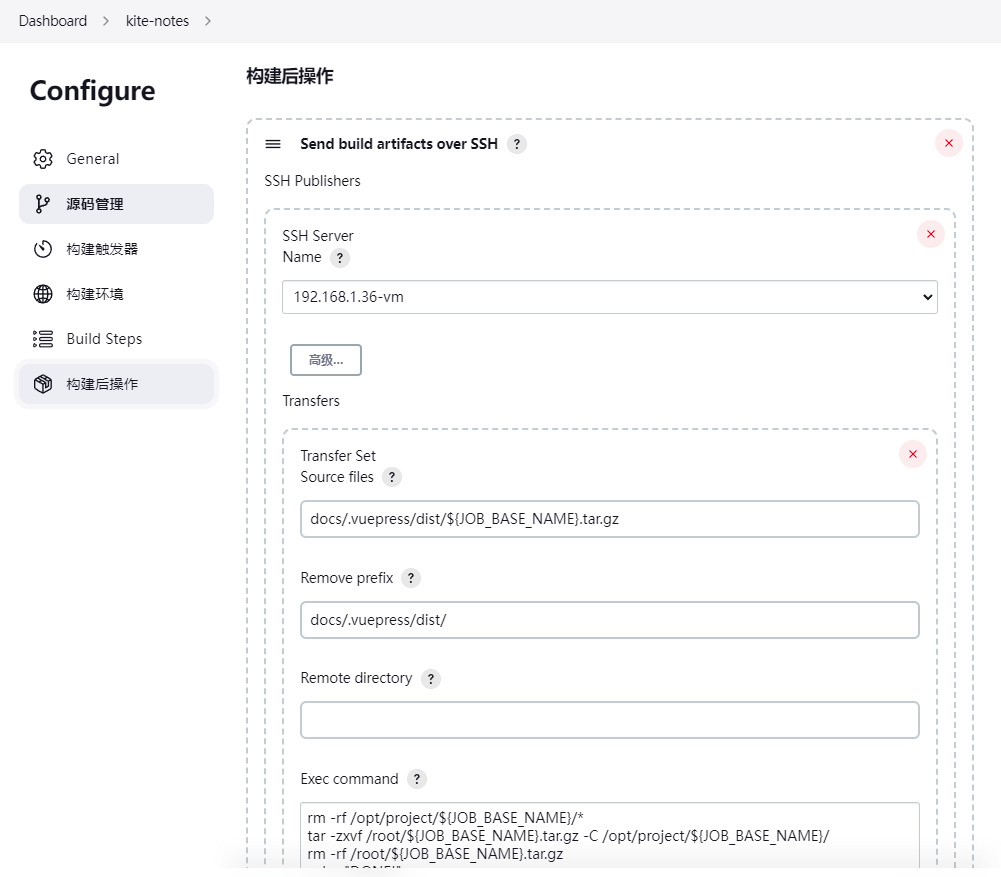 Dashboard > kite-notes >
Configure
General
源码管理
构建触发器
构建环境
Build Steps
构建后操作
构建后操作
Send build artifacts over SSH ?
SSH Publishers
SSH Server
Name ?
192.168.1.36-vm
高级...
Transfers
Transfer Set
Source files ?
docs/.vuepress/dist/${JOB_BASE_NAME}.tar.gz
Remove prefix ?
docs/.vuepress/dist/
Remote directory ?
Exec command ?
rm -rf /opt/project/${JOB_BASE_NAME}/*
tar -zxvf /root/${JOB_BASE_NAME}.tar.gz -C /opt/project/${JOB_BASE_NAME}/
rm -rf /root/${JOB_BASE_NAME}.tar.gz